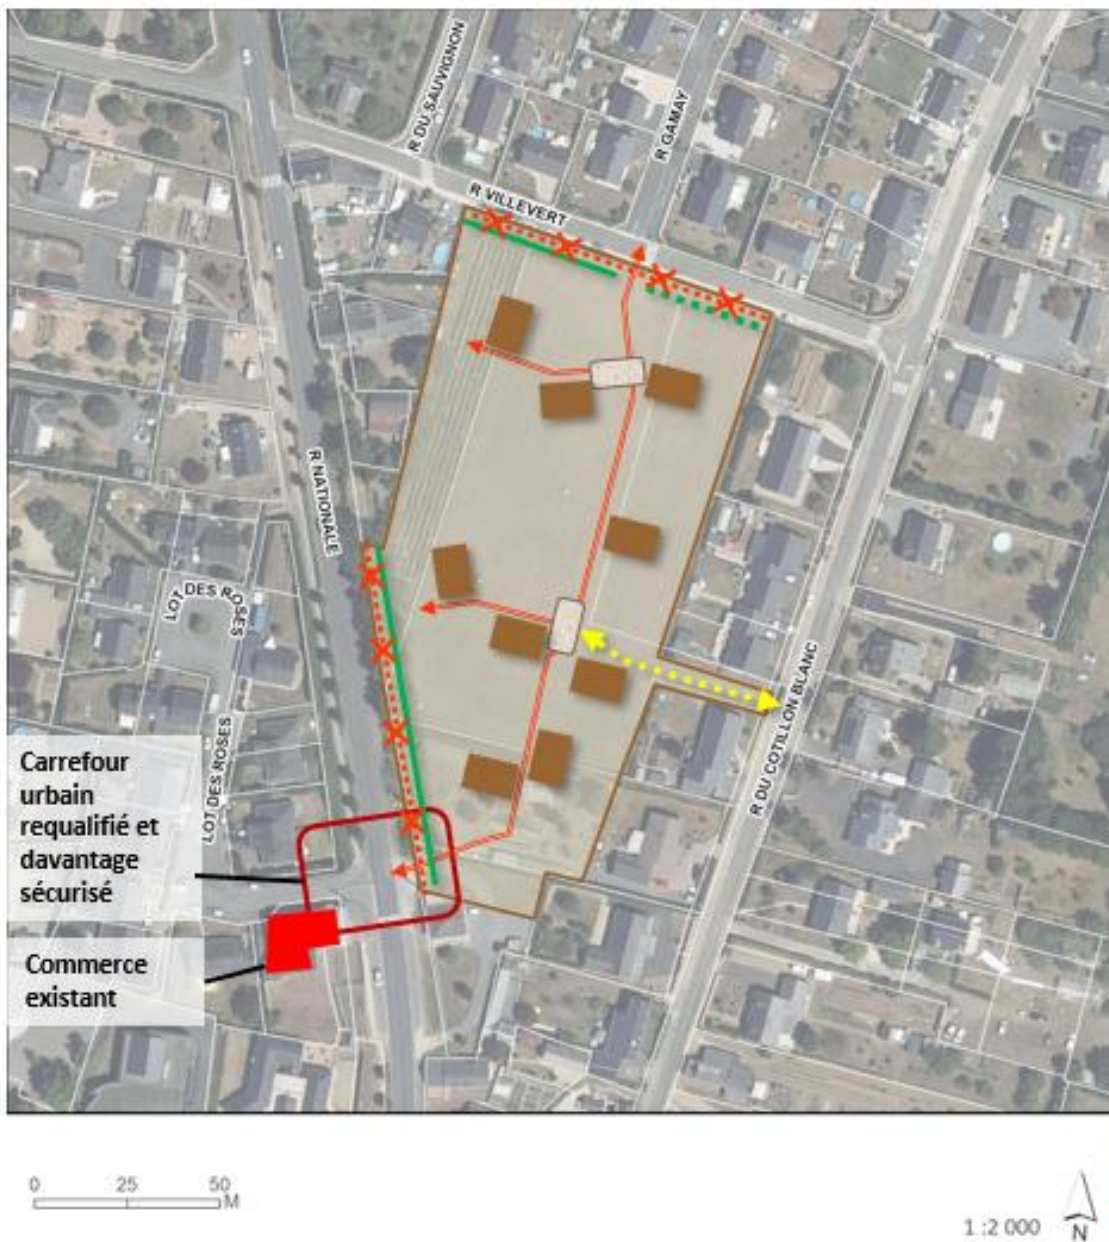 R DU SAUVIGNON
R GAMAY
R VILLEVERT
R NATIONALE
LOT DES ROSES
LOT DES ROSES
R DU COTILLON BLANC
Carrefour
urbain
requalifié et
davantage
sécurisé
Commerce
existant
0 25 50
M
1 :2 000
N